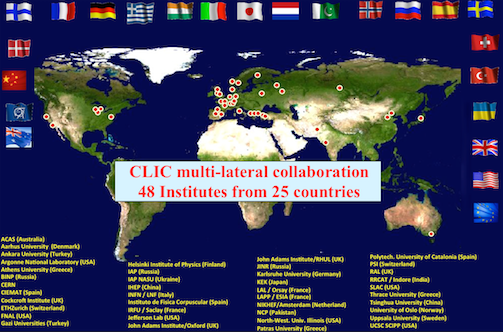 CLIC multi-lateral collaboration
48 Institutes from 25 countries
ACAS (Australia)
Aarhus University (Denmark)
Ankara University (Turkey)
Argonne National Laboratory (USA)
Athens University (Greece)
BINP (Russia)
CERN
CIEMAT (Spain)
Cockcroft Institute (UK)
ETHZurich (Switzerland)
FNAL (USA)
Gazi Universities (Turkey)
Helsinki Institute of Physics (Finland)
IAP (Russia)
IAP NASU (Ukraine)
IHEP (China)
INFN / LNF (Italy)
Instituto de Fisica Corpuscular (Spain)
IRFU / Saclay (France)
Jefferson Lab (USA)
John Adams Institute/Oxford (UK)
John Adams Institute/RHUL (UK)
JINR (Russia)
Karlsruhe University (Germany)
KEK (Japan)
LAL / Orsay (France)
LAPP / ESIA (France)
NIKHEF/Amsterdam (Netherland)
NCP (Pakistan)
North-West. Univ. Illinois (USA)
Patras University (Greece)
Polytech. University of Catalonia (Spain)
PSI (Switzerland)
RAL (UK)
RRCAT / Indore (India)
SLAC (USA)
Thrace University (Greece)
Tsinghua University (China)
University of Oslo (Norway)
Uppsala University (Sweden)
UCSC SCIPP (USA)